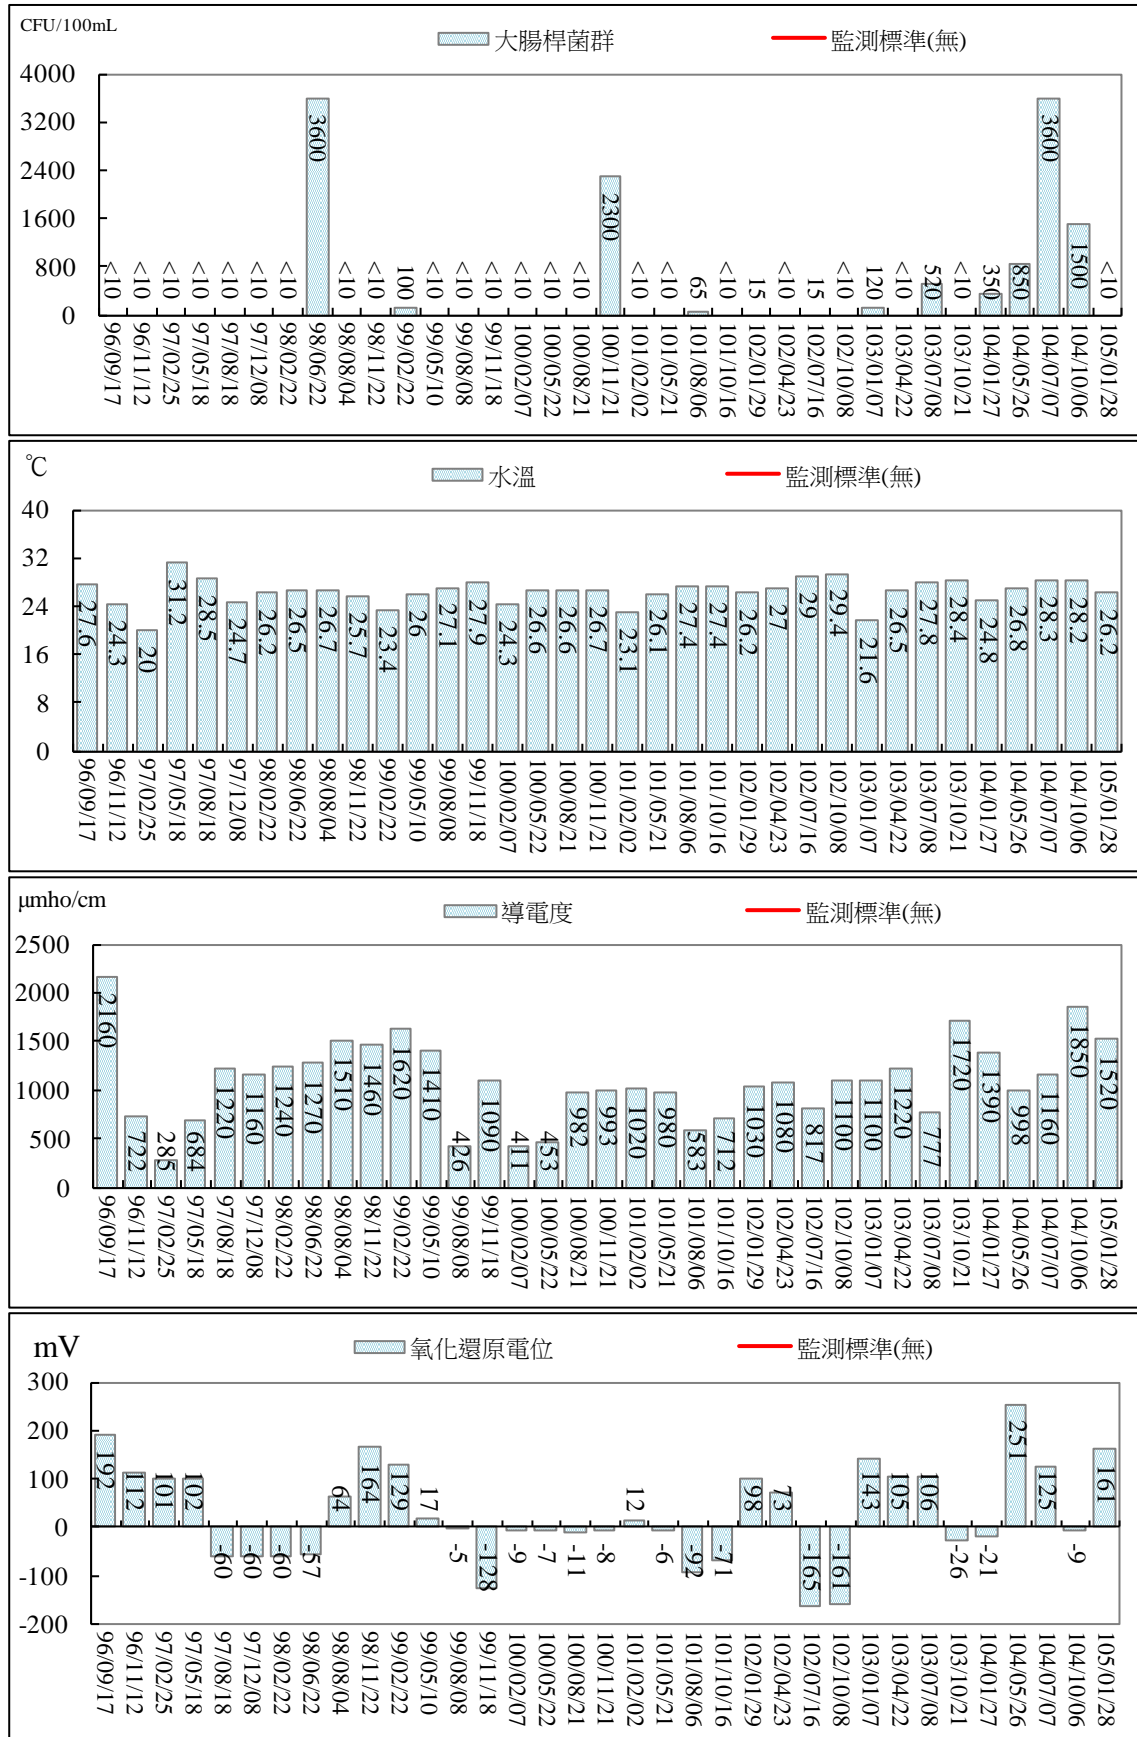 CFU/100mL
大腸桿菌群 監測標準(無)
4000
3200
2400
1600
800
0
<10 <10 <10 <10 <10 <10 <10 3600 <10 <10 100 <10 <10 <10 <10 <10 <10 2300 <10 <10 65 <10 15 <10 15 <10 120 <10 520 <10 350 850 3600 1500 <10
96/09/17 96/11/12 97/02/25 97/05/18 97/08/18 97/12/08 98/02/22 98/06/22 98/08/04 98/11/22 99/02/22 99/05/10 99/08/08 99/11/18 100/02/07 100/05/22 100/08/21 100/11/21 101/02/02 101/05/21 101/08/06 101/10/16 102/01/29 102/04/23 102/07/16 102/10/08 103/01/07 103/04/22 103/07/08 103/10/21 104/01/27 104/05/26 104/07/07 104/10/06 105/01/28
℃
水溫 監測標準(無)
40
32
24
16
8
0
27.6 24.3 20 31.2 28.5 24.7 26.2 26.5 26.7 25.7 23.4 26 27.1 27.9 24.3 26.6 26.6 26.7 23.1 26.1 27.4 27.4 26.2 27 29 29.4 21.6 26.5 27.8 28.4 24.8 26.8 28.3 28.2 26.2
96/09/17 96/11/12 97/02/25 97/05/18 97/08/18 97/12/08 98/02/22 98/06/22 98/08/04 98/11/22 99/02/22 99/05/10 99/08/08 99/11/18 100/02/07 100/05/22 100/08/21 100/11/21 101/02/02 101/05/21 101/08/06 101/10/16 102/01/29 102/04/23 102/07/16 102/10/08 103/01/07 103/04/22 103/07/08 103/10/21 104/01/27 104/05/26 104/07/07 104/10/06 105/01/28
μmho/cm
導電度 監測標準(無)
2500
2000
1500
1000
500
0
2160 722 285 684 1220 1160 1240 1270 1510 1460 1620 1410 426 1090 411 453 982 993 1020 980 583 712 1030 1080 817 1100 1100 1220 777 1720 1390 998 1160 1850 1520
96/09/17 96/11/12 97/02/25 97/05/18 97/08/18 97/12/08 98/02/22 98/06/22 98/08/04 98/11/22 99/02/22 99/05/10 99/08/08 99/11/18 100/02/07 100/05/22 100/08/21 100/11/21 101/02/02 101/05/21 101/08/06 101/10/16 102/01/29 102/04/23 102/07/16 102/10/08 103/01/07 103/04/22 103/07/08 103/10/21 104/01/27 104/05/26 104/07/07 104/10/06 105/01/28
mV
氧化還原電位 監測標準(無)
300
200
100
0
-100
-200
192 112 101 102 -60 -60 -60 -57 64 164 129 17 -5 -128 -9 -7 -11 -8 12 -6 -92 -71 98 73 -165 -161 143 105 106 -26 -21 251 125 -9 161
96/09/17 96/11/12 97/02/25 97/05/18 97/08/18 97/12/08 98/02/22 98/06/22 98/08/04 98/11/22 99/02/22 99/05/10 99/08/08 99/11/18 100/02/07 100/05/22 100/08/21 100/11/21 101/02/02 101/05/21 101/08/06 101/10/16 102/01/29 102/04/23 102/07/16 102/10/08 103/01/07 103/04/22 103/07/08 103/10/21 104/01/27 104/05/26 104/07/07 104/10/06 105/01/28